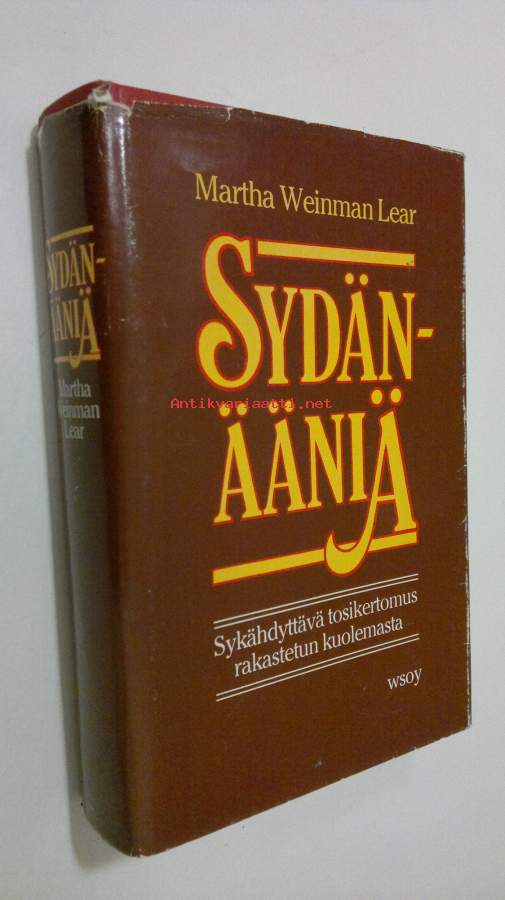 Martha Weinman Lear
SYDÄN-
ÄÄNIÄ
Sykähdyttävä tosikertomus
rakastetun kuolemasta
wsoy
SYDÄN-
ÄÄNIÄ
Martha
Weinman
Lear
Antikvariaatti.net